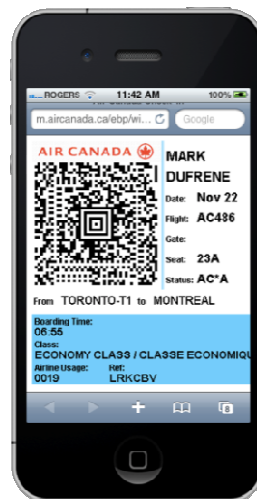 ROGERS 11:42 AM 100%
m.aircanada.ca/ebp/wi... Google
AIR CANADA
MARK
DUFRENE
Date: Nov 22
Flight: AC486
Gate:
Seat: 23A
Status: AC*A
From TORONTO-T1 to MONTREAL
Boarding Time:
06:55
Class:
ECONOMY CLASS / CLASSE ECONOMIQU
Airline Usage: Ref:
0019 LRKCBV